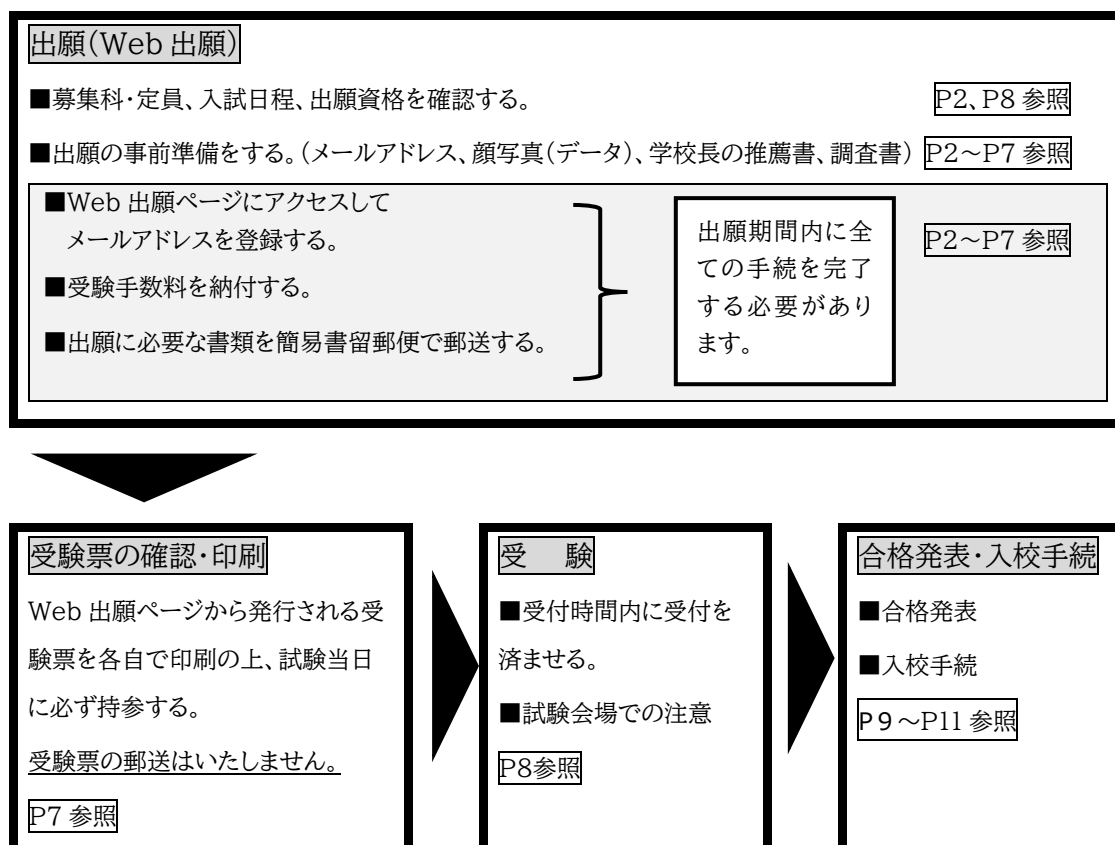 出願(Web 出願)
■募集科・定員、入試日程、出願資格を確認する。 P2、P8 参照
■出願の事前準備をする。(メールアドレス、顔写真(データ)、学校長の推薦書、調査書) P2~P7 参照
■Web 出願ページにアクセスして
メールアドレスを登録する。
■受験手数料を納付する。
■出願に必要な書類を簡易書留郵便で郵送する。
出願期間内に全
ての手続を完了
する必要があり
ます。
P2~P7 参照
受験票の確認・印刷
Web 出願ページから発行される受
験票を各自で印刷の上、試験当日
に必ず持参する。
受験票の郵送はいたしません。
P7 参照
受 験
■受付時間内に受付を
済ませる。
■試験会場での注意
P8参照
合格発表・入校手続
■合格発表
■入校手続
P9~P11 参照